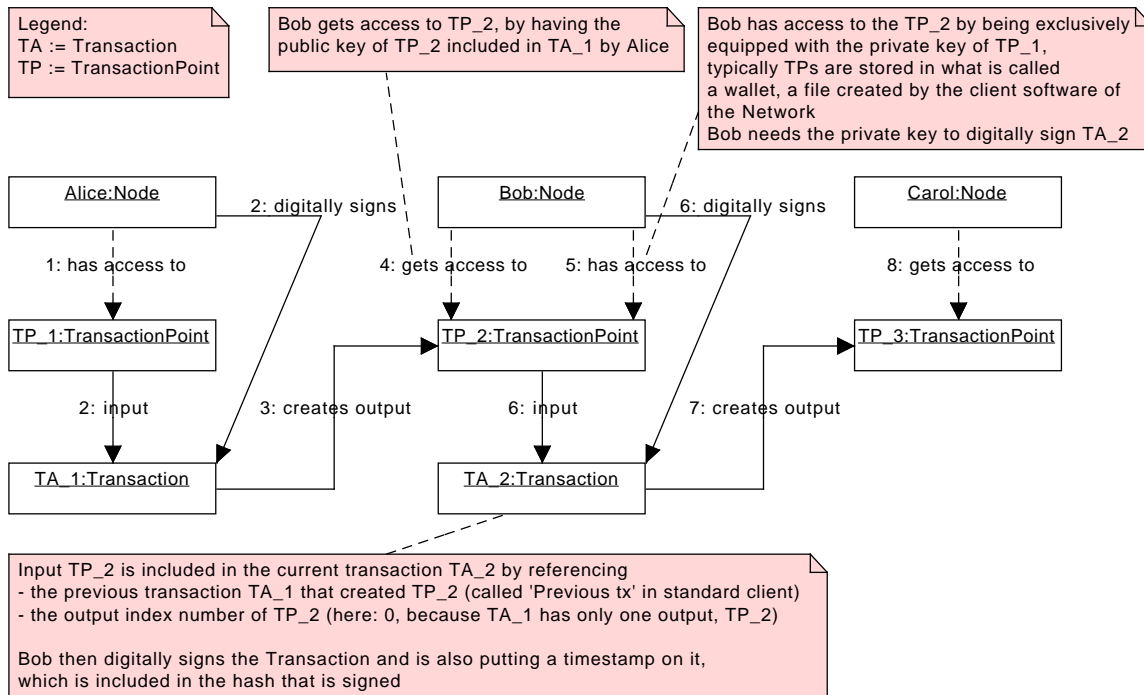 Legend:
TA := Transaction
TP := TransactionPoint
Bob gets access to TP_2, by having the
public key of TP_2 included in TA_1 by Alice
Bob has access to the TP_2 by being exclusively
equipped with the private key of TP_1,
typically TPs are stored in what is called
a wallet, a file created by the client software of
the Network
Bob needs the private key to digitally sign TA_2
Alice:Node
2: digitally signs
Bob:Node
6: digitally signs
Carol:Node
1: has access to
4: gets access to
5: has access to
8: gets access to
TP_1:TransactionPoint
TP_2:TransactionPoint
TP_3:TransactionPoint
2: input
3: creates output
6: input
7: creates output
TA_1:Transaction
TA_2:Transaction
Input TP_2 is included in the current transaction TA_2 by referencing
- the previous transaction TA_1 that created TP_2 (called 'Previous tx' in standard client)
- the output index number of TP_2 (here: 0, because TA_1 has only one output, TP_2)
Bob then digitally signs the Transaction and is also putting a timestamp on it,
which is included in the hash that is signed